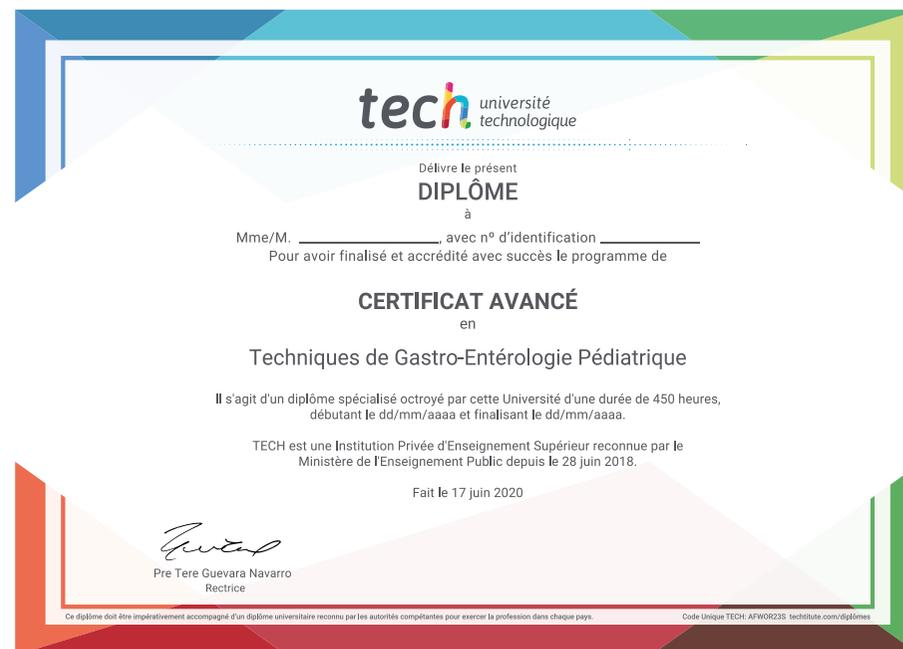 tech université
technologique
Délivre le présent
DIPLÔME
à
Mme/M. ____________________, avec nº d'identification ______________
Pour avoir finalisé et accrédité avec succès le programme de
CERTIFICAT AVANCÉ
en
Techniques de Gastro-Entérologie Pédiatrique
Il s'agit d'un diplôme spécialisé octroyé par cette Université d'une durée de 450 heures,
débutant le dd/mm/aaaa et finalisant le dd/mm/aaaa.
TECH est une Institution Privée d'Enseignement Supérieur reconnue par le
Ministère de l'Enseignement Public depuis le 28 juin 2018.
Fait le 17 juin 2020
Pre Tere Guevara Navarro
Rectrice
Ce diplôme doit être impérativement accompagné d'un diplôme universitaire reconnu par les autorités compétentes pour exercer la profession dans chaque pays.
Code Unique TECH: AFWOR23S techtitute.com/diplômes